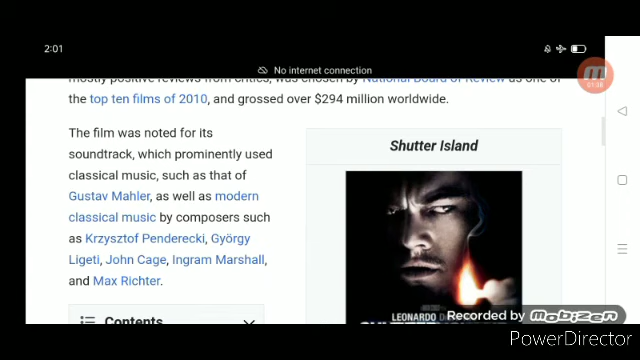 2:01
No internet connection
01:38
mostly positive reviews from critics, was chosen by National Board of Review as one of
the top ten films of 2010, and grossed over $294 million worldwide.
The film was noted for its
soundtrack, which prominently used
classical music, such as that of
Gustav Mahler, as well as modern
classical music by composers such
as Krzysztof Penderecki, György
Ligeti, John Cage, Ingram Marshall,
and Max Richter.
Contents
Shutter Island
LEONARDO
Recorded by Mobizen
PowerDirector